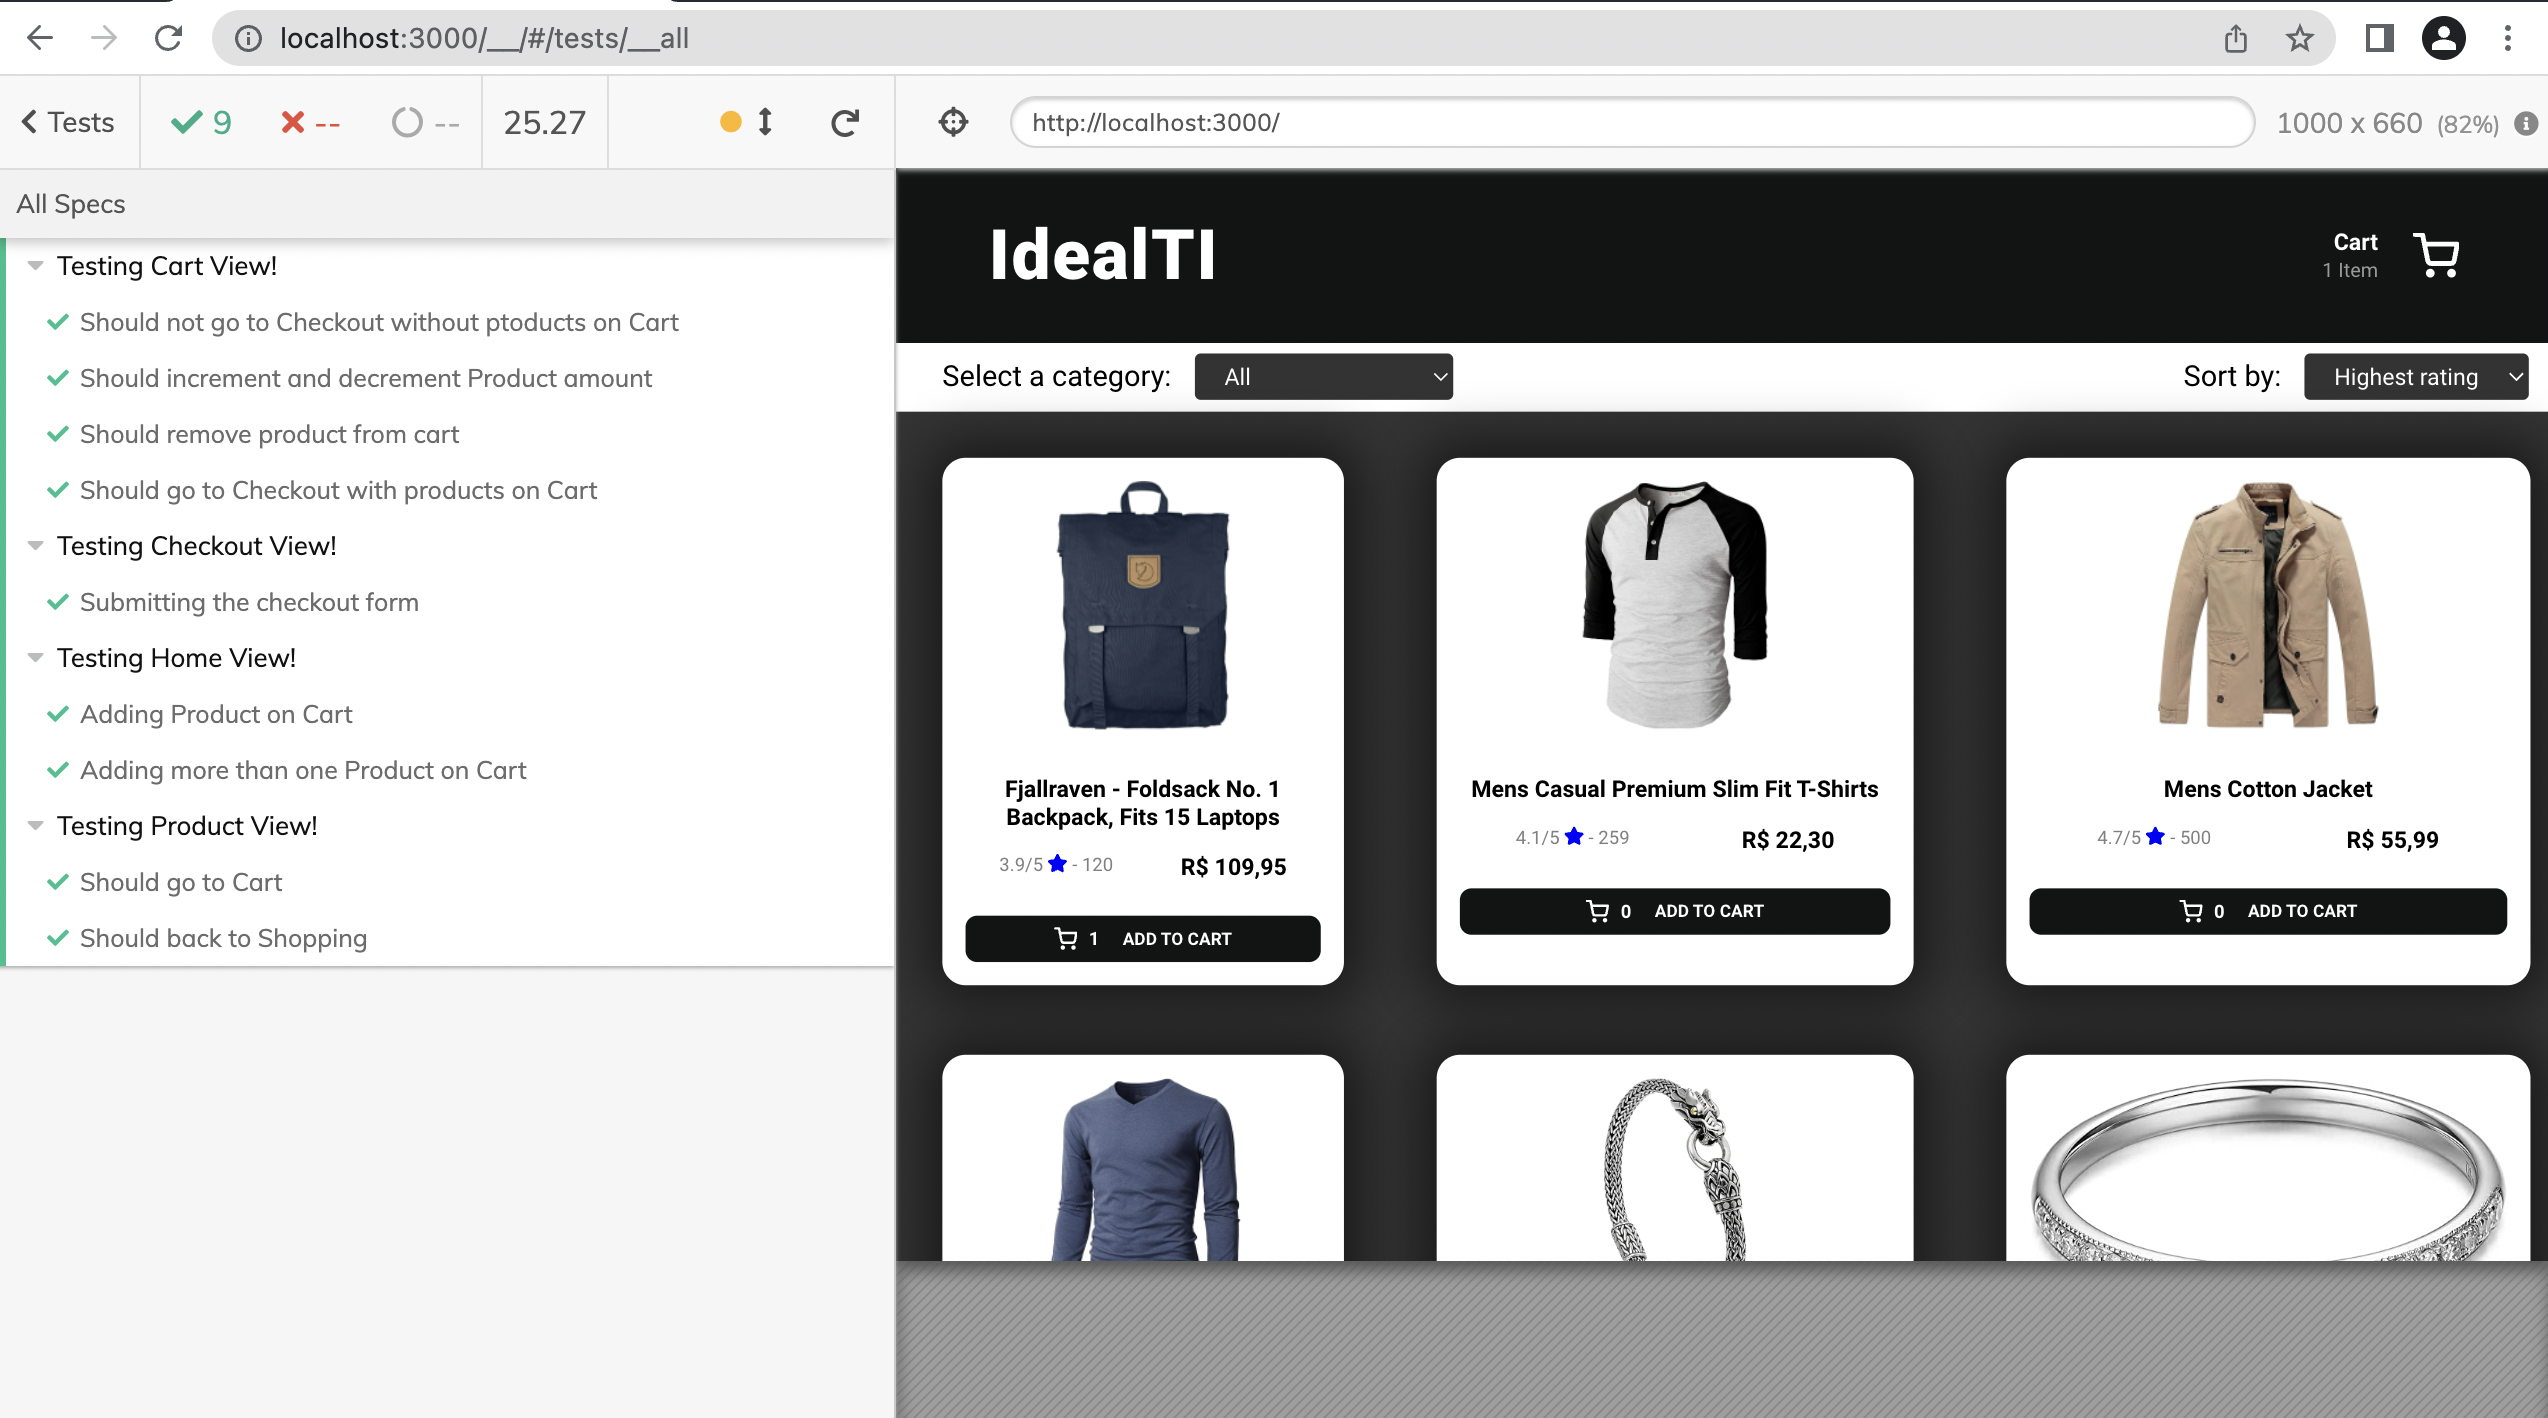 localhost:3000/__/#/tests/__all
Tests
9
--
--
25.27
http://localhost:3000/
1000 x 660 (82%)
All Specs
Testing Cart View!
Should not go to Checkout without ptoducts on Cart
Should increment and decrement Product amount
Should remove product from cart
Should go to Checkout with products on Cart
Testing Checkout View!
Submitting the checkout form
Testing Home View!
Adding Product on Cart
Adding more than one Product on Cart
Testing Product View!
Should go to Cart
Should back to Shopping
IdealTI
Cart
1 Item
Select a category:
All
Sort by:
Highest rating
Fjallraven - Foldsack No. 1
Backpack, Fits 15 Laptops
3.9/5 - 120
R$ 109,95
1 ADD TO CART
Mens Casual Premium Slim Fit T-Shirts
4.1/5 - 259
R$ 22,30
0 ADD TO CART
Mens Cotton Jacket
4.7/5 - 500
R$ 55,99
0 ADD TO CART